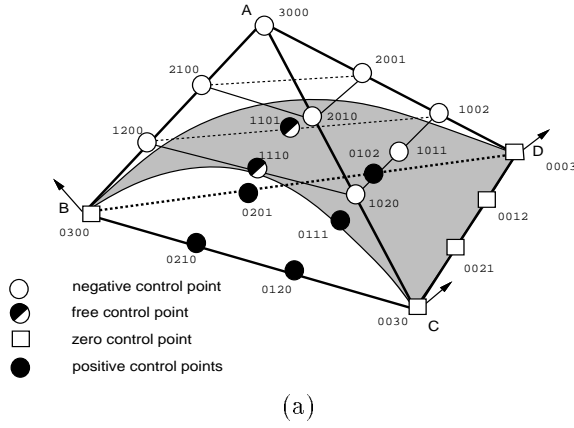 A
3000
2100
2001
1002
1101
2010
1200
0102
1011
D
0003
1110
B
0201
1020
0012
0300
0111
0210
0021
0120
0030
C
negative control point
free control point
zero control point
positive control points
(a)